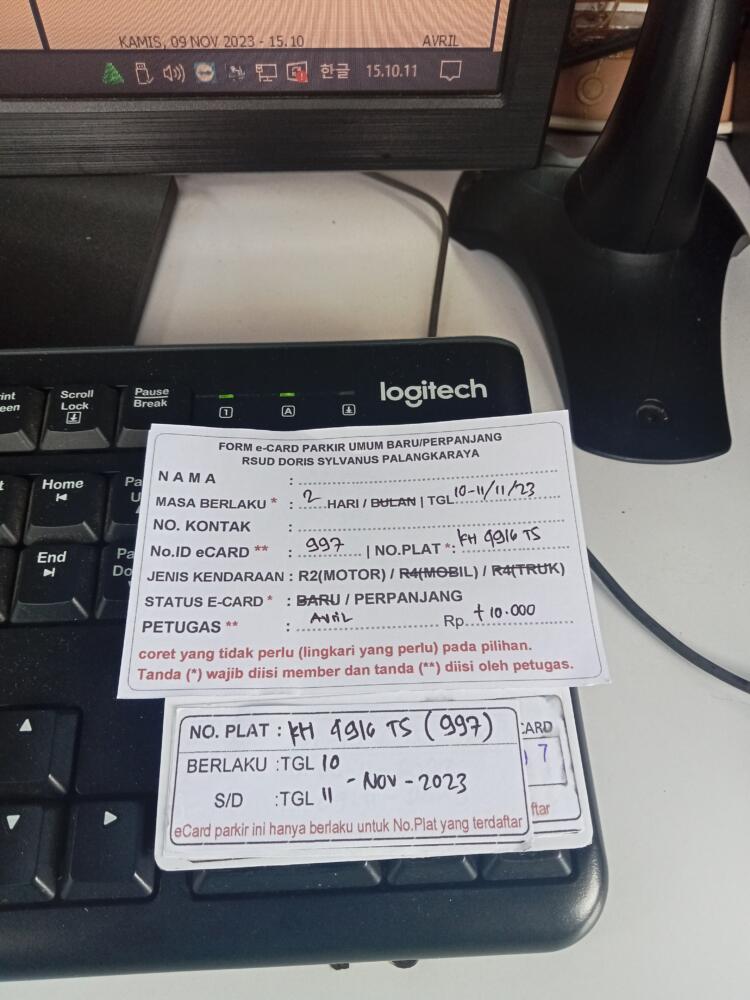 KAMIS, 09 NOV 2023 - 15.10 AVRIL
한글 15.10.11
logitech
Scroll Lock
Pause Break
1 A
Home
End
FORM e-CARD PARKIR UMUM BARU/PERPANJANG
RSUD DORIS SYLVANUS PALANGKARAYA
NAMA :
MASA BERLAKU * : 2 HARI / BULAN | TGL 10-11/11/23
NO. KONTAK :
No.ID eCARD ** : 997 | NO.PLAT *: KH 4916 TS
JENIS KENDARAAN : R2(MOTOR) / R4(MOBIL) / R4(TRUK)
STATUS E-CARD * : BARU / PERPANJANG
PETUGAS ** : AVRIL Rp. + 10.000
coret yang tidak perlu (lingkari yang perlu) pada pilihan.
Tanda (*) wajib diisi member dan tanda (**) diisi oleh petugas.
NO. PLAT : KH 4916 TS (997)
BERLAKU :TGL 10
S/D :TGL 11 - NOV - 2023
eCard parkir ini hanya berlaku untuk No.Plat yang terdaftar
CARD
7
ftar